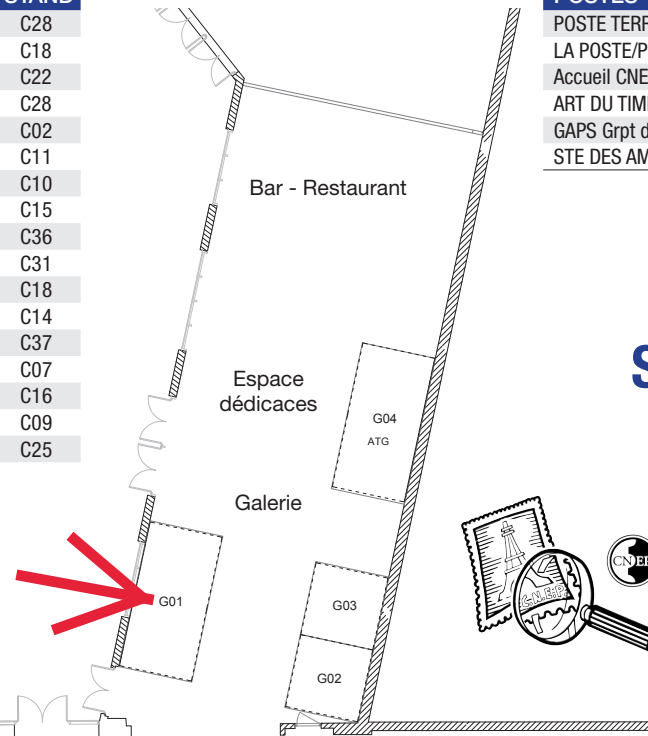 STAND
C28
C18
C22
C28
C02
C11
C10
C15
C36
C31
C18
C14
C37
C07
C16
C09
C25
POSTE TERR
LA POSTE/P
Accueil CNE
ART DU TIM
GAPS Grpt d
STE DES AM
Bar - Restaurant
Espace
dédicaces
G04
ATG
Galerie
G01
G03
G02
S
C.N.E.P.
CNEP